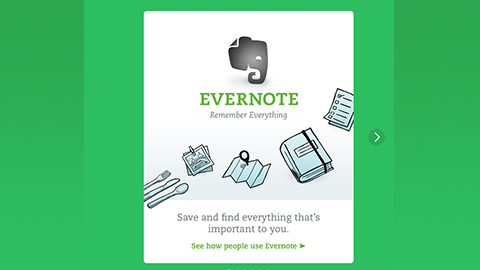 EVERNOTE
Remember Everything
Save and find everything that's
important to you.
See how people use Evernote ➤